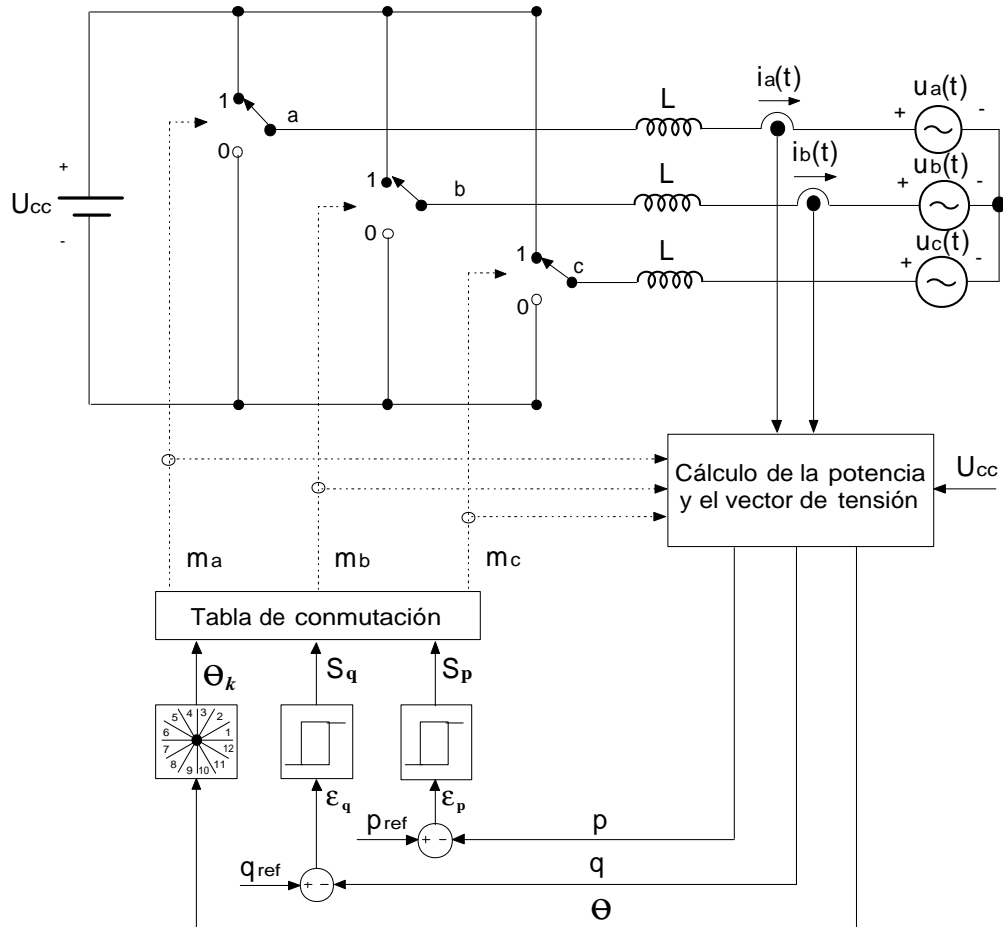 ia(t)
ua(t)
L
+
-
1
a
ib(t)
0
ub(t)
L
+
-
1
b
+
Ucc
-
0
uc(t)
L
+
-
1
c
0
Cálculo de la potencia
y el vector de tensión
Ucc
ma
mb
mc
Tabla de conmutación
Θk
Sq
Sp
1
2
3
4
5
6
7
8
9
10
11
12
εq
εp
pref
+ -
p
qref
+ -
q
Θ